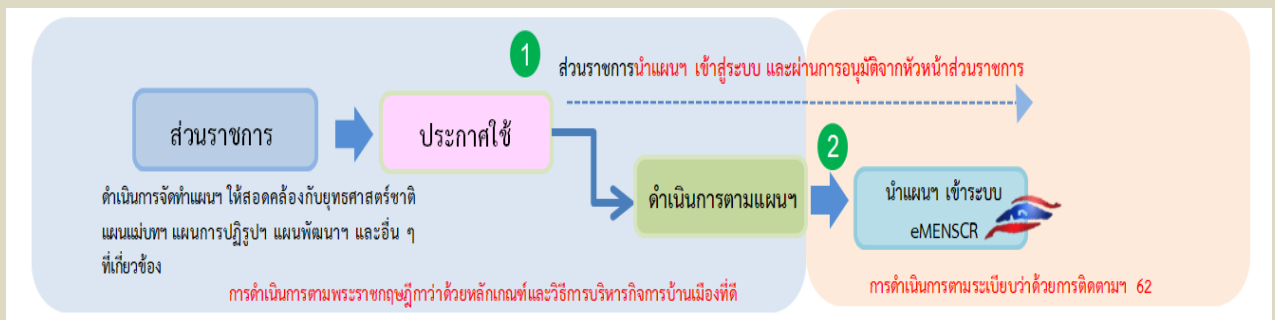 1
ส่วนราชการนำแผนฯ เข้าสู่ระบบ และผ่านการอนุมัติจากหัวหน้าส่วนราชการ
ส่วนราชการ
ประกาศใช้
2
ดำเนินการตามแผนฯ
นำแผนฯ เข้าระบบ
eMENSCR
ดำเนินการจัดทำแผนฯ ให้สอดคล้องกับยุทธศาสตร์ชาติ
แผนแม่บทฯ แผนการปฏิรูปฯ แผนพัฒนาฯ และอื่น ๆ
ที่เกี่ยวข้อง
การดำเนินการตามพระราชกฤษฎีกาว่าด้วยหลักเกณฑ์และวิธีการบริหารกิจการบ้านเมืองที่ดี
การดำเนินการตามระเบียบว่าด้วยการติดตามฯ 62